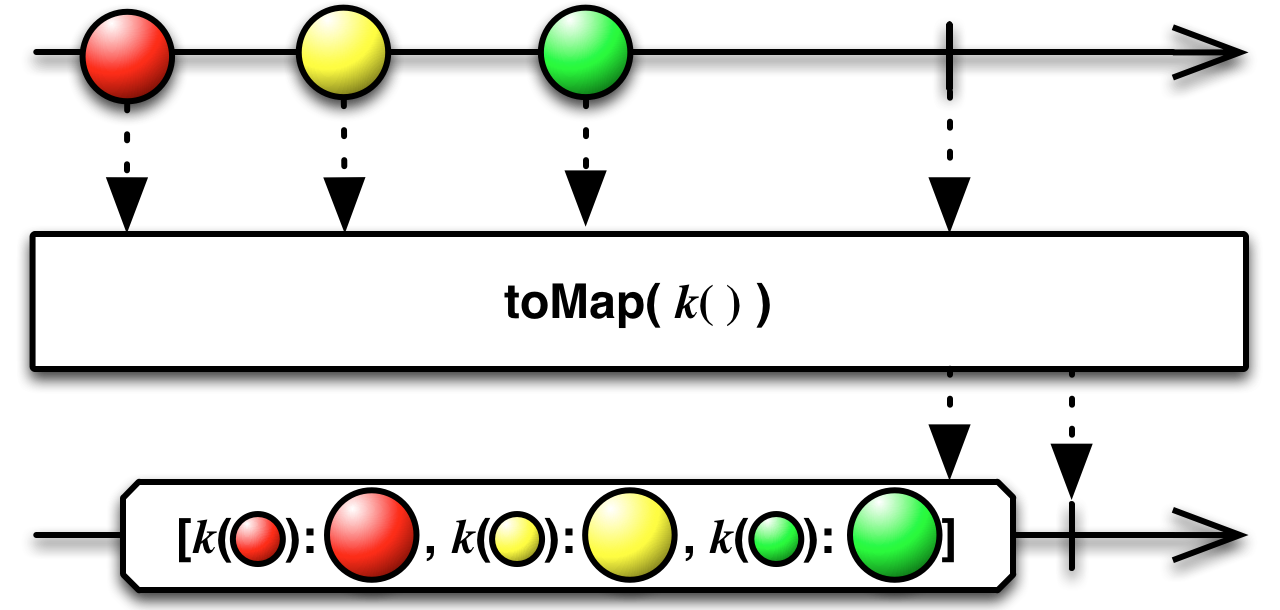 toMap( k( ) )
[k( ): , k( ): , k( ): ]